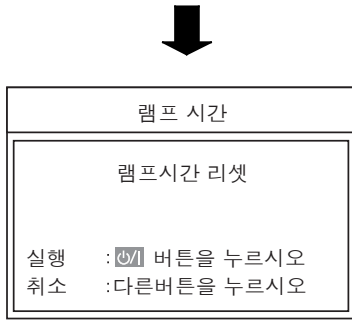 램프 시간
램프시간 리셋
실행 :⏻/| 버튼을 누르시오
취소 :다른버튼을 누르시오